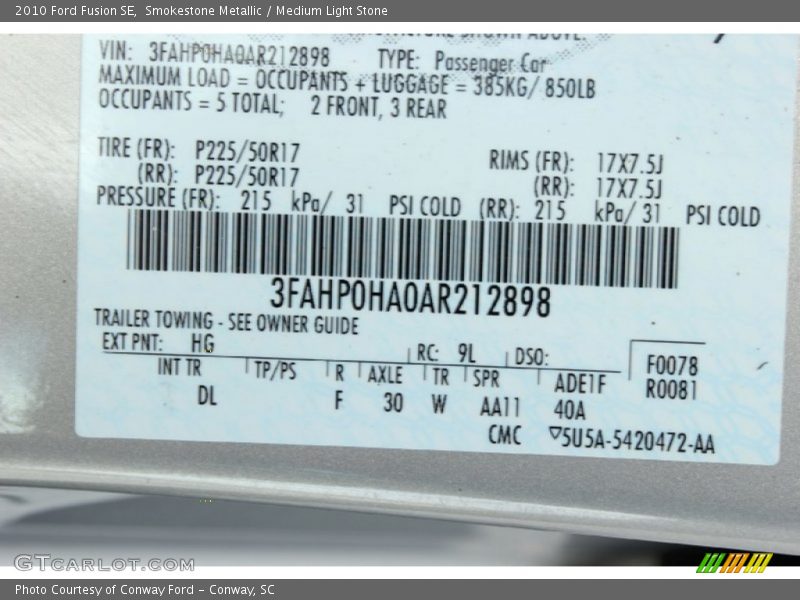 2010 Ford Fusion SE, Smokestone Metallic / Medium Light Stone
VIN: 3FAHP0HA0AR212898 TYPE: Passenger Car
MAXIMUM LOAD = OCCUPANTS + LUGGAGE = 385KG/ 850LB
OCCUPANTS = 5 TOTAL; 2 FRONT, 3 REAR
TIRE (FR): P225/50R17 RIMS (FR): 17X7.5J
(RR): P225/50R17 (RR): 17X7.5J
PRESSURE (FR): 215 kPa/ 31 PSI COLD (RR): 215 kPa/ 31 PSI COLD
3FAHP0HA0AR212898
TRAILER TOWING - SEE OWNER GUIDE
EXT PNT: HG RC: 9L DSO: F0078
INT TR TP/PS R AXLE TR SPR ADE1F R0081
DL F 30 W AA11 40A
CMC ▽5U5A-5420472-AA
GTCARLOT.COM
Photo Courtesy of Conway Ford – Conway, SC